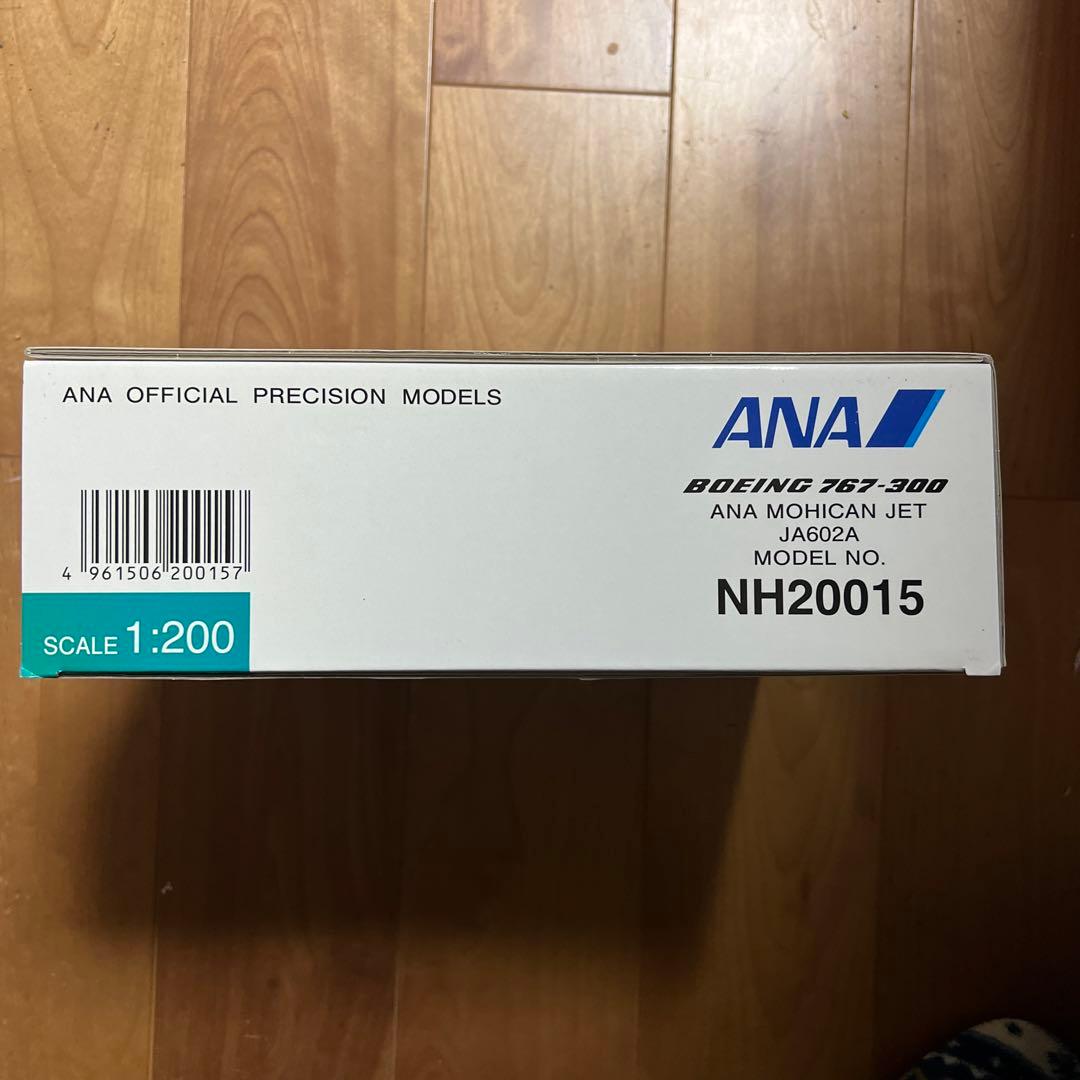 ANA OFFICIAL PRECISION MODELS
ANA
BOEING 767-300
ANA MOHICAN JET
JA602A
MODEL NO.
NH20015
4 961506 200157
SCALE 1:200